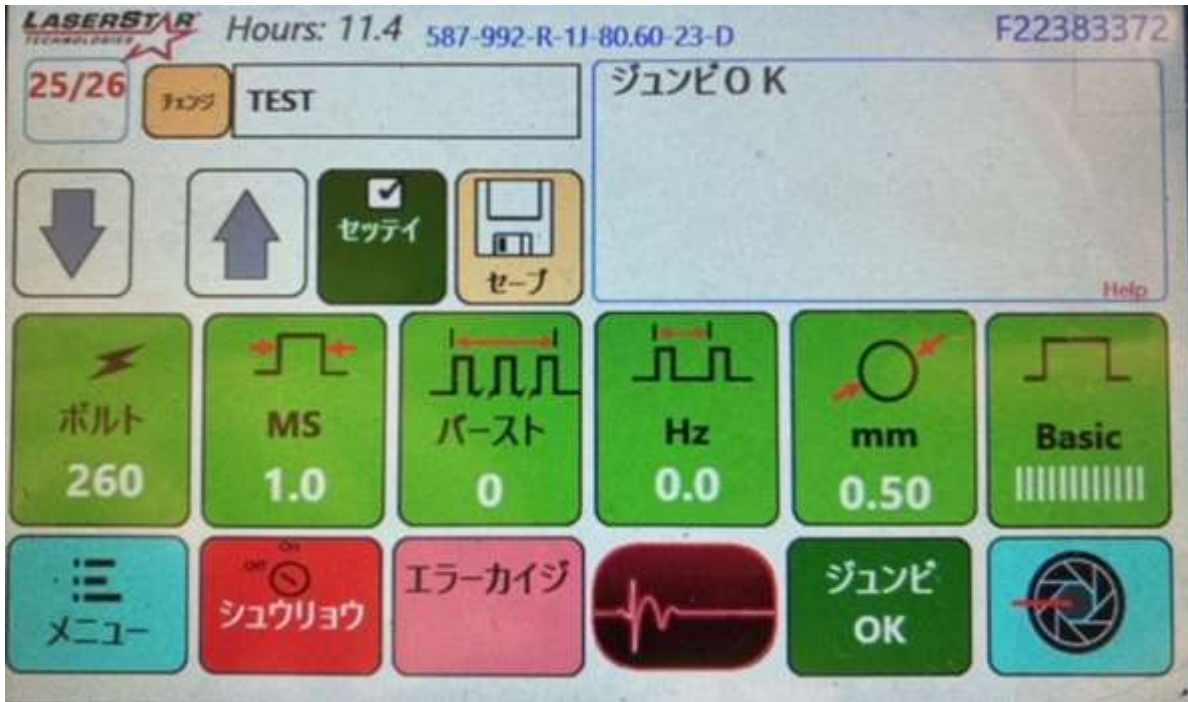 LASERSTAR
TECHNOLOGIES
Hours: 11.4
587-992-R-1J-80.60-23-D
F22383372
25/26
チェンジ
TEST
ジュンビOK
セッテイ
セーブ
Help
ボルト
260
MS
1.0
バースト
0
Hz
0.0
mm
0.50
Basic
メニュー
On
Off
シュウリョウ
エラーカイジ
ジュンビ
OK